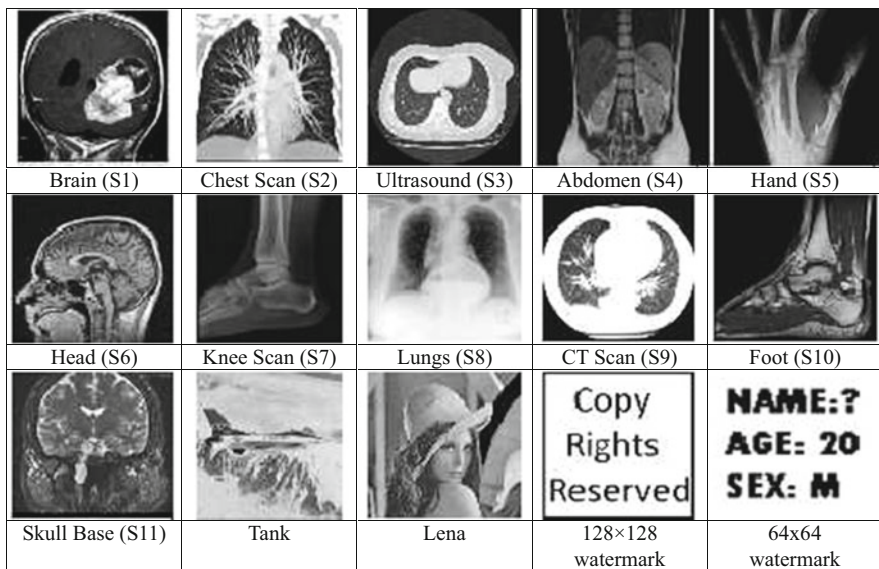 Brain (S1)
Chest Scan (S2)
Ultrasound (S3)
Abdomen (S4)
Hand (S5)
Head (S6)
Knee Scan (S7)
Lungs (S8)
CT Scan (S9)
Foot (S10)
Copy
Rights
Reserved
NAME:?
AGE: 20
SEX: M
Skull Base (S11)
Tank
Lena
128×128
watermark
64x64
watermark